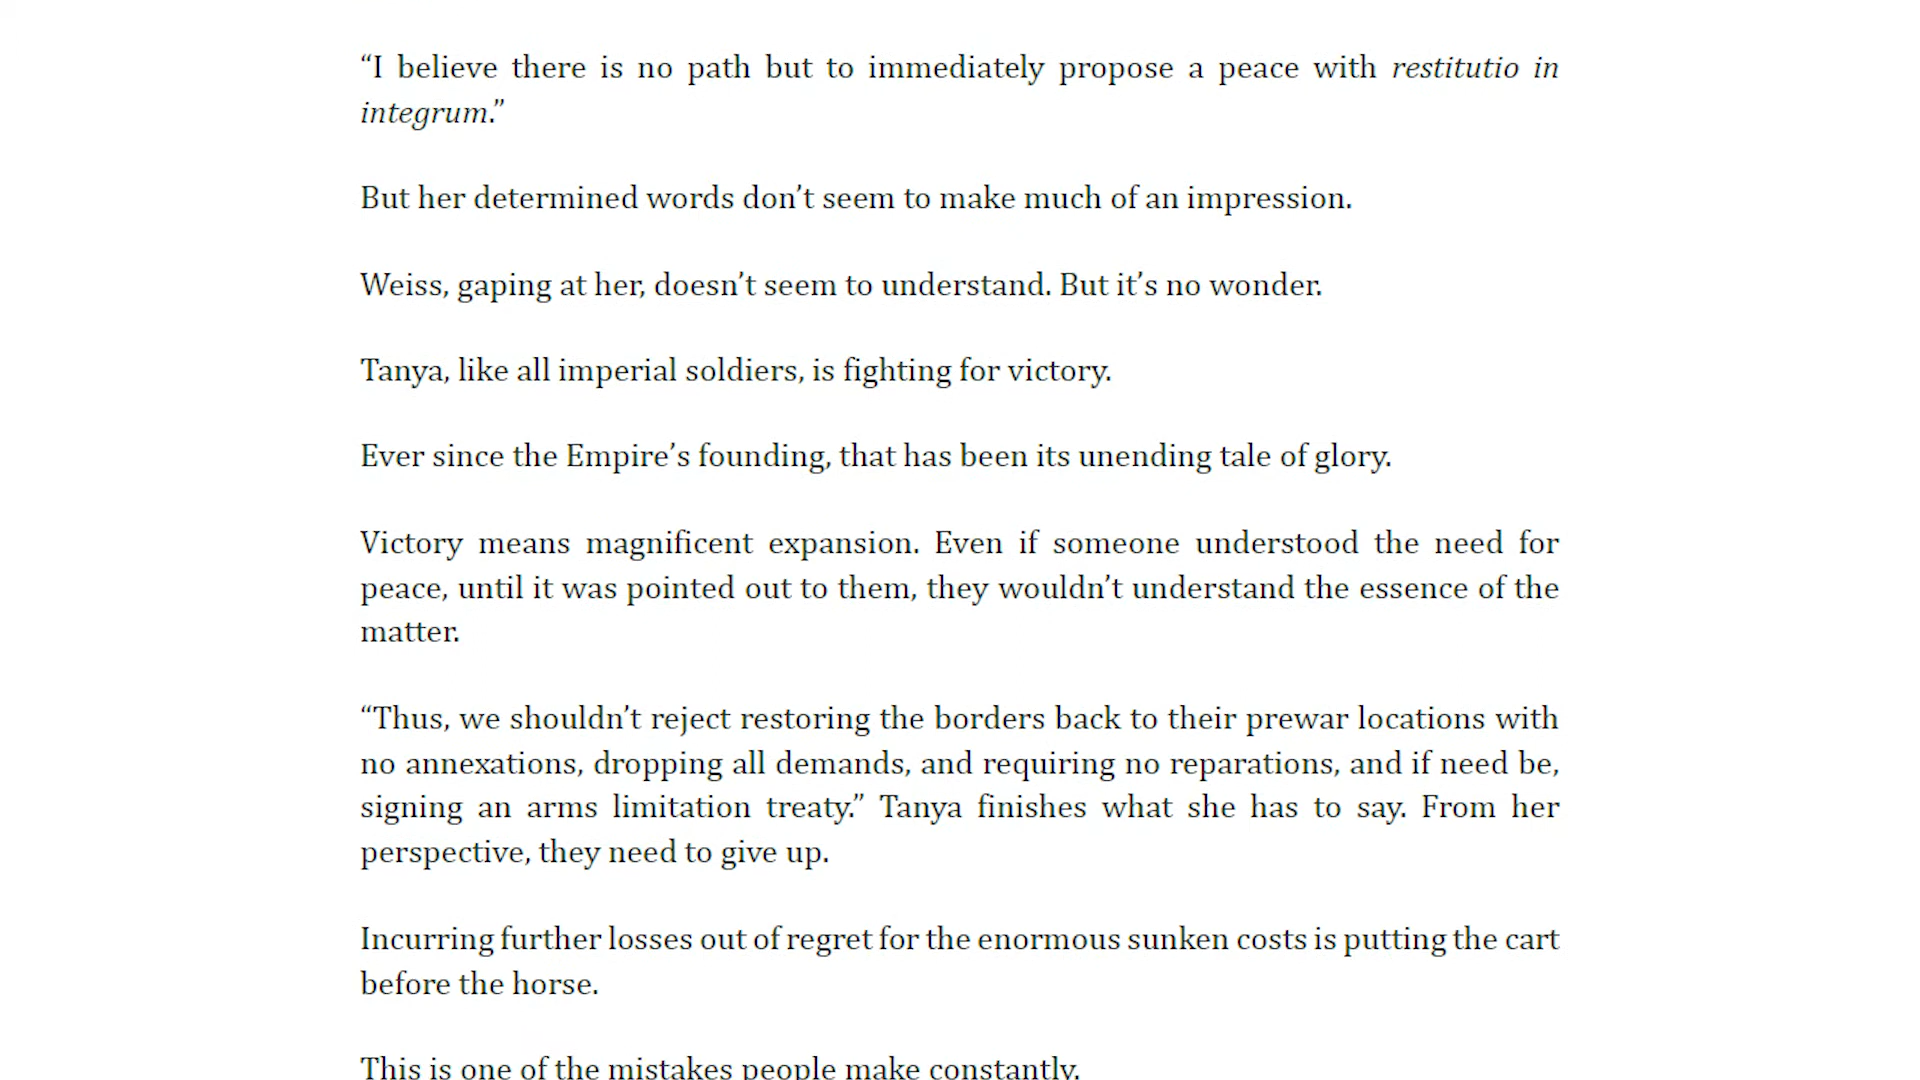 “I believe there is no path but to immediately propose a peace with restitutio in
integrum.”
But her determined words don’t seem to make much of an impression.
Weiss, gaping at her, doesn’t seem to understand. But it’s no wonder.
Tanya, like all imperial soldiers, is fighting for victory.
Ever since the Empire’s founding, that has been its unending tale of glory.
Victory means magnificent expansion. Even if someone understood the need for
peace, until it was pointed out to them, they wouldn’t understand the essence of the
matter.
“Thus, we shouldn’t reject restoring the borders back to their prewar locations with
no annexations, dropping all demands, and requiring no reparations, and if need be,
signing an arms limitation treaty.” Tanya finishes what she has to say. From her
perspective, they need to give up.
Incurring further losses out of regret for the enormous sunken costs is putting the cart
before the horse.
This is one of the mistakes people make constantly.